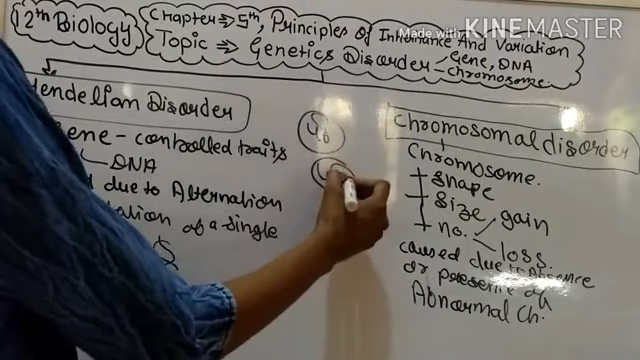 Made with KINEMASTER
12th Biology
Chapter ⇒ 5th, Principles of Inheritance And Variation
Topic ⇒ Genetics Disorder
Gene, DNA
chromosome.
Mendelian Disorder
Gene-controlled traits
DNA
due to Alternation
of a single
46
Chromosomal disorder
Chromosome.
shape
size
no.
gain
loss.
caused due to Absence
or presence of
Abnormal Ch.